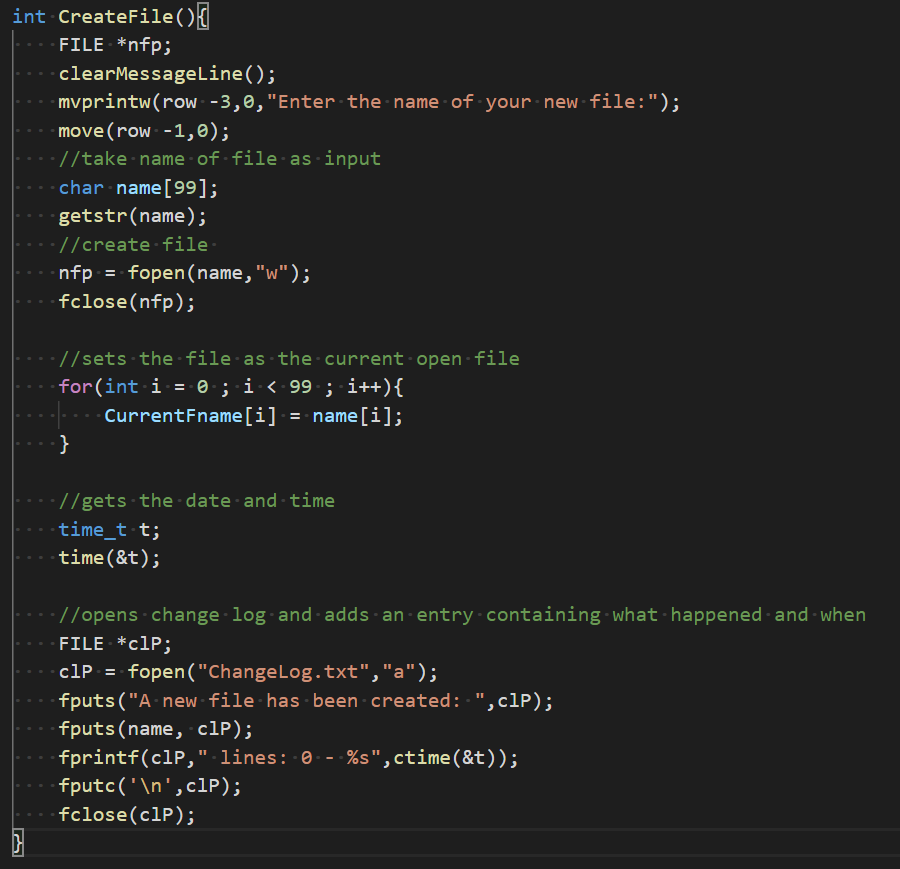 int CreateFile(){
    FILE *nfp;
    clearMessageLine();
    mvprintw(row -3,0,"Enter the name of your new file:");
    move(row -1,0);
    //take name of file as input
    char name[99];
    getstr(name);
    //create file 
    nfp = fopen(name,"w");
    fclose(nfp);

    //sets the file as the current open file
    for(int i = 0 ; i < 99 ; i++){
        CurrentFname[i] = name[i];
    }

    //gets the date and time
    time_t t;
    time(&t);

    //opens change log and adds an entry containing what happened and when
    FILE *clP;
    clP = fopen("ChangeLog.txt","a");
    fputs("A new file has been created: ",clP);
    fputs(name, clP);
    fprintf(clP," lines: 0 - %s",ctime(&t));
    fputc('\n',clP);
    fclose(clP);
}